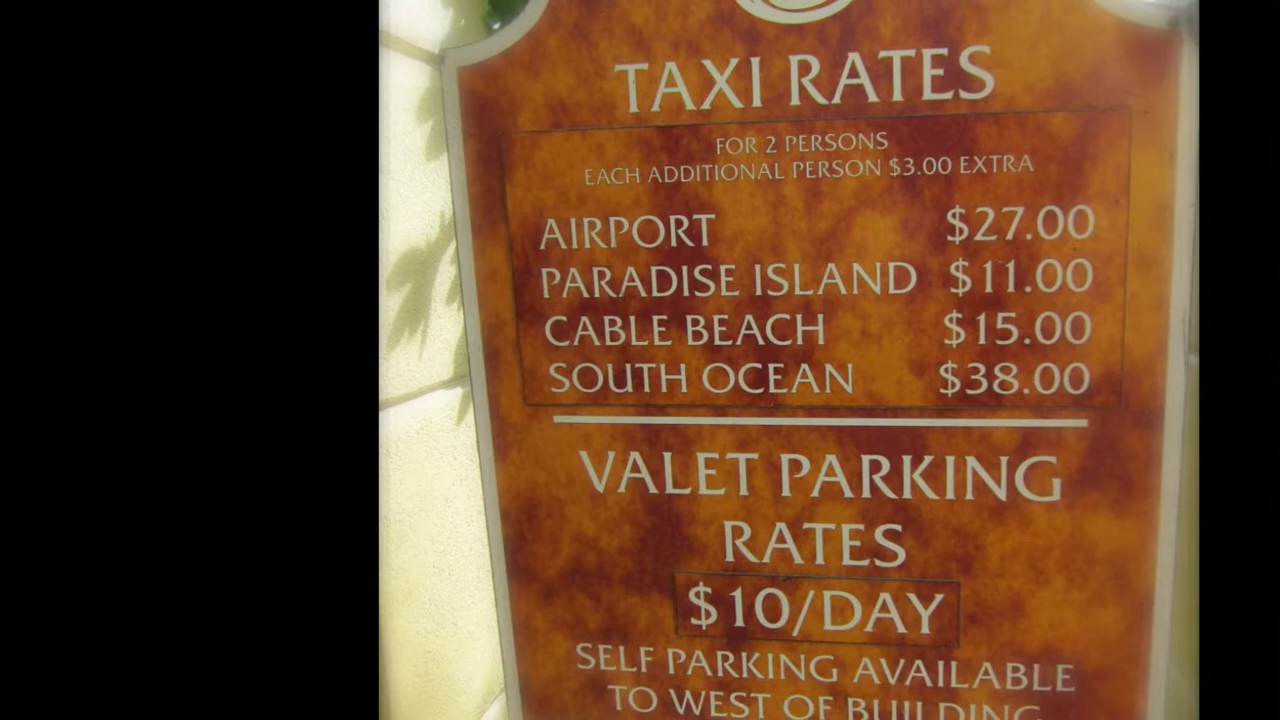 TAXI RATES
FOR 2 PERSONS
EACH ADDITIONAL PERSON $3.00 EXTRA
AIRPORT $27.00
PARADISE ISLAND $11.00
CABLE BEACH $15.00
SOUTH OCEAN $38.00
VALET PARKING
RATES
$10/DAY
SELF PARKING AVAILABLE
TO WEST OF BUILDING